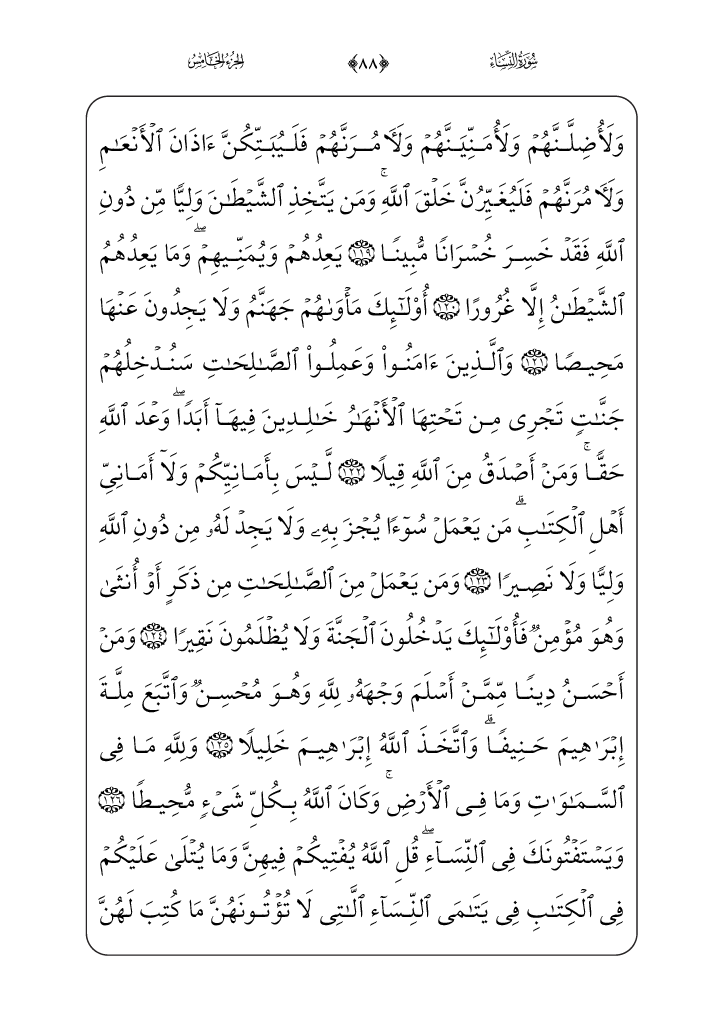 سُورَةُ النِّسَاءِ ﴿٨٨﴾ الجُزْءُ الخَامِسُ
وَلَأُضِلَّنَّهُمۡ وَلَأُمَنِّيَنَّهُمۡ وَلَأٓمُرَنَّهُمۡ فَلَيُبَتِّكُنَّ ءَاذَانَ ٱلۡأَنۡعَٰمِ
وَلَأٓمُرَنَّهُمۡ فَلَيُغَيِّرُنَّ خَلۡقَ ٱللَّهِۚ وَمَن يَتَّخِذِ ٱلشَّيۡطَٰنَ وَلِيّٗا مِّن دُونِ
ٱللَّهِ فَقَدۡ خَسِرَ خُسۡرَانٗا مُّبِينٗا ١١٩ يَعِدُهُمۡ وَيُمَنِّيهِمۡۖ وَمَا يَعِدُهُمُ
ٱلشَّيۡطَٰنُ إِلَّا غُرُورًا ١٢٠ أُوْلَٰٓئِكَ مَأۡوَىٰهُمۡ جَهَنَّمُ وَلَا يَجِدُونَ عَنۡهَا
مَحِيصٗا ١٢١ وَٱلَّذِينَ ءَامَنُواْ وَعَمِلُواْ ٱلصَّٰلِحَٰتِ سَنُدۡخِلُهُمۡ
جَنَّٰتٖ تَجۡرِي مِن تَحۡتِهَا ٱلۡأَنۡهَٰرُ خَٰلِدِينَ فِيهَآ أَبَدٗاۖ وَعۡدَ ٱللَّهِ
حَقّٗاۚ وَمَنۡ أَصۡدَقُ مِنَ ٱللَّهِ قِيلٗا ١٢٢ لَّيۡسَ بِأَمَانِيِّكُمۡ وَلَآ أَمَانِيِّ
أَهۡلِ ٱلۡكِتَٰبِۗ مَن يَعۡمَلۡ سُوٓءٗا يُجۡزَ بِهِۦ وَلَا يَجِدۡ لَهُۥ مِن دُونِ ٱللَّهِ
وَلِيّٗا وَلَا نَصِيرٗا ١٢٣ وَمَن يَعۡمَلۡ مِنَ ٱلصَّٰلِحَٰتِ مِن ذَكَرٍ أَوۡ أُنثَىٰ
وَهُوَ مُؤۡمِنٞ فَأُوْلَٰٓئِكَ يَدۡخُلُونَ ٱلۡجَنَّةَ وَلَا يُظۡلَمُونَ نَقِيرٗا ١٢٤ وَمَنۡ
أَحۡسَنُ دِينٗا مِّمَّنۡ أَسۡلَمَ وَجۡهَهُۥ لِلَّهِ وَهُوَ مُحۡسِنٞ وَٱتَّبَعَ مِلَّةَ
إِبۡرَٰهِيمَ حَنِيفٗاۗ وَٱتَّخَذَ ٱللَّهُ إِبۡرَٰهِيمَ خَلِيلٗا ١٢٥ وَلِلَّهِ مَا فِي
ٱلسَّمَٰوَٰتِ وَمَا فِي ٱلۡأَرۡضِۚ وَكَانَ ٱللَّهُ بِكُلِّ شَيۡءٖ مُّحِيطٗا ١٢٦
وَيَسۡتَفۡتُونَكَ فِي ٱلنِّسَآءِۖ قُلِ ٱللَّهُ يُفۡتِيكُمۡ فِيهِنَّ وَمَا يُتۡلَىٰ عَلَيۡكُمۡ
فِي ٱلۡكِتَٰبِ فِي يَتَٰمَى ٱلنِّسَآءِ ٱلَّٰتِي لَا تُؤۡتُونَهُنَّ مَا كُتِبَ لَهُنَّ